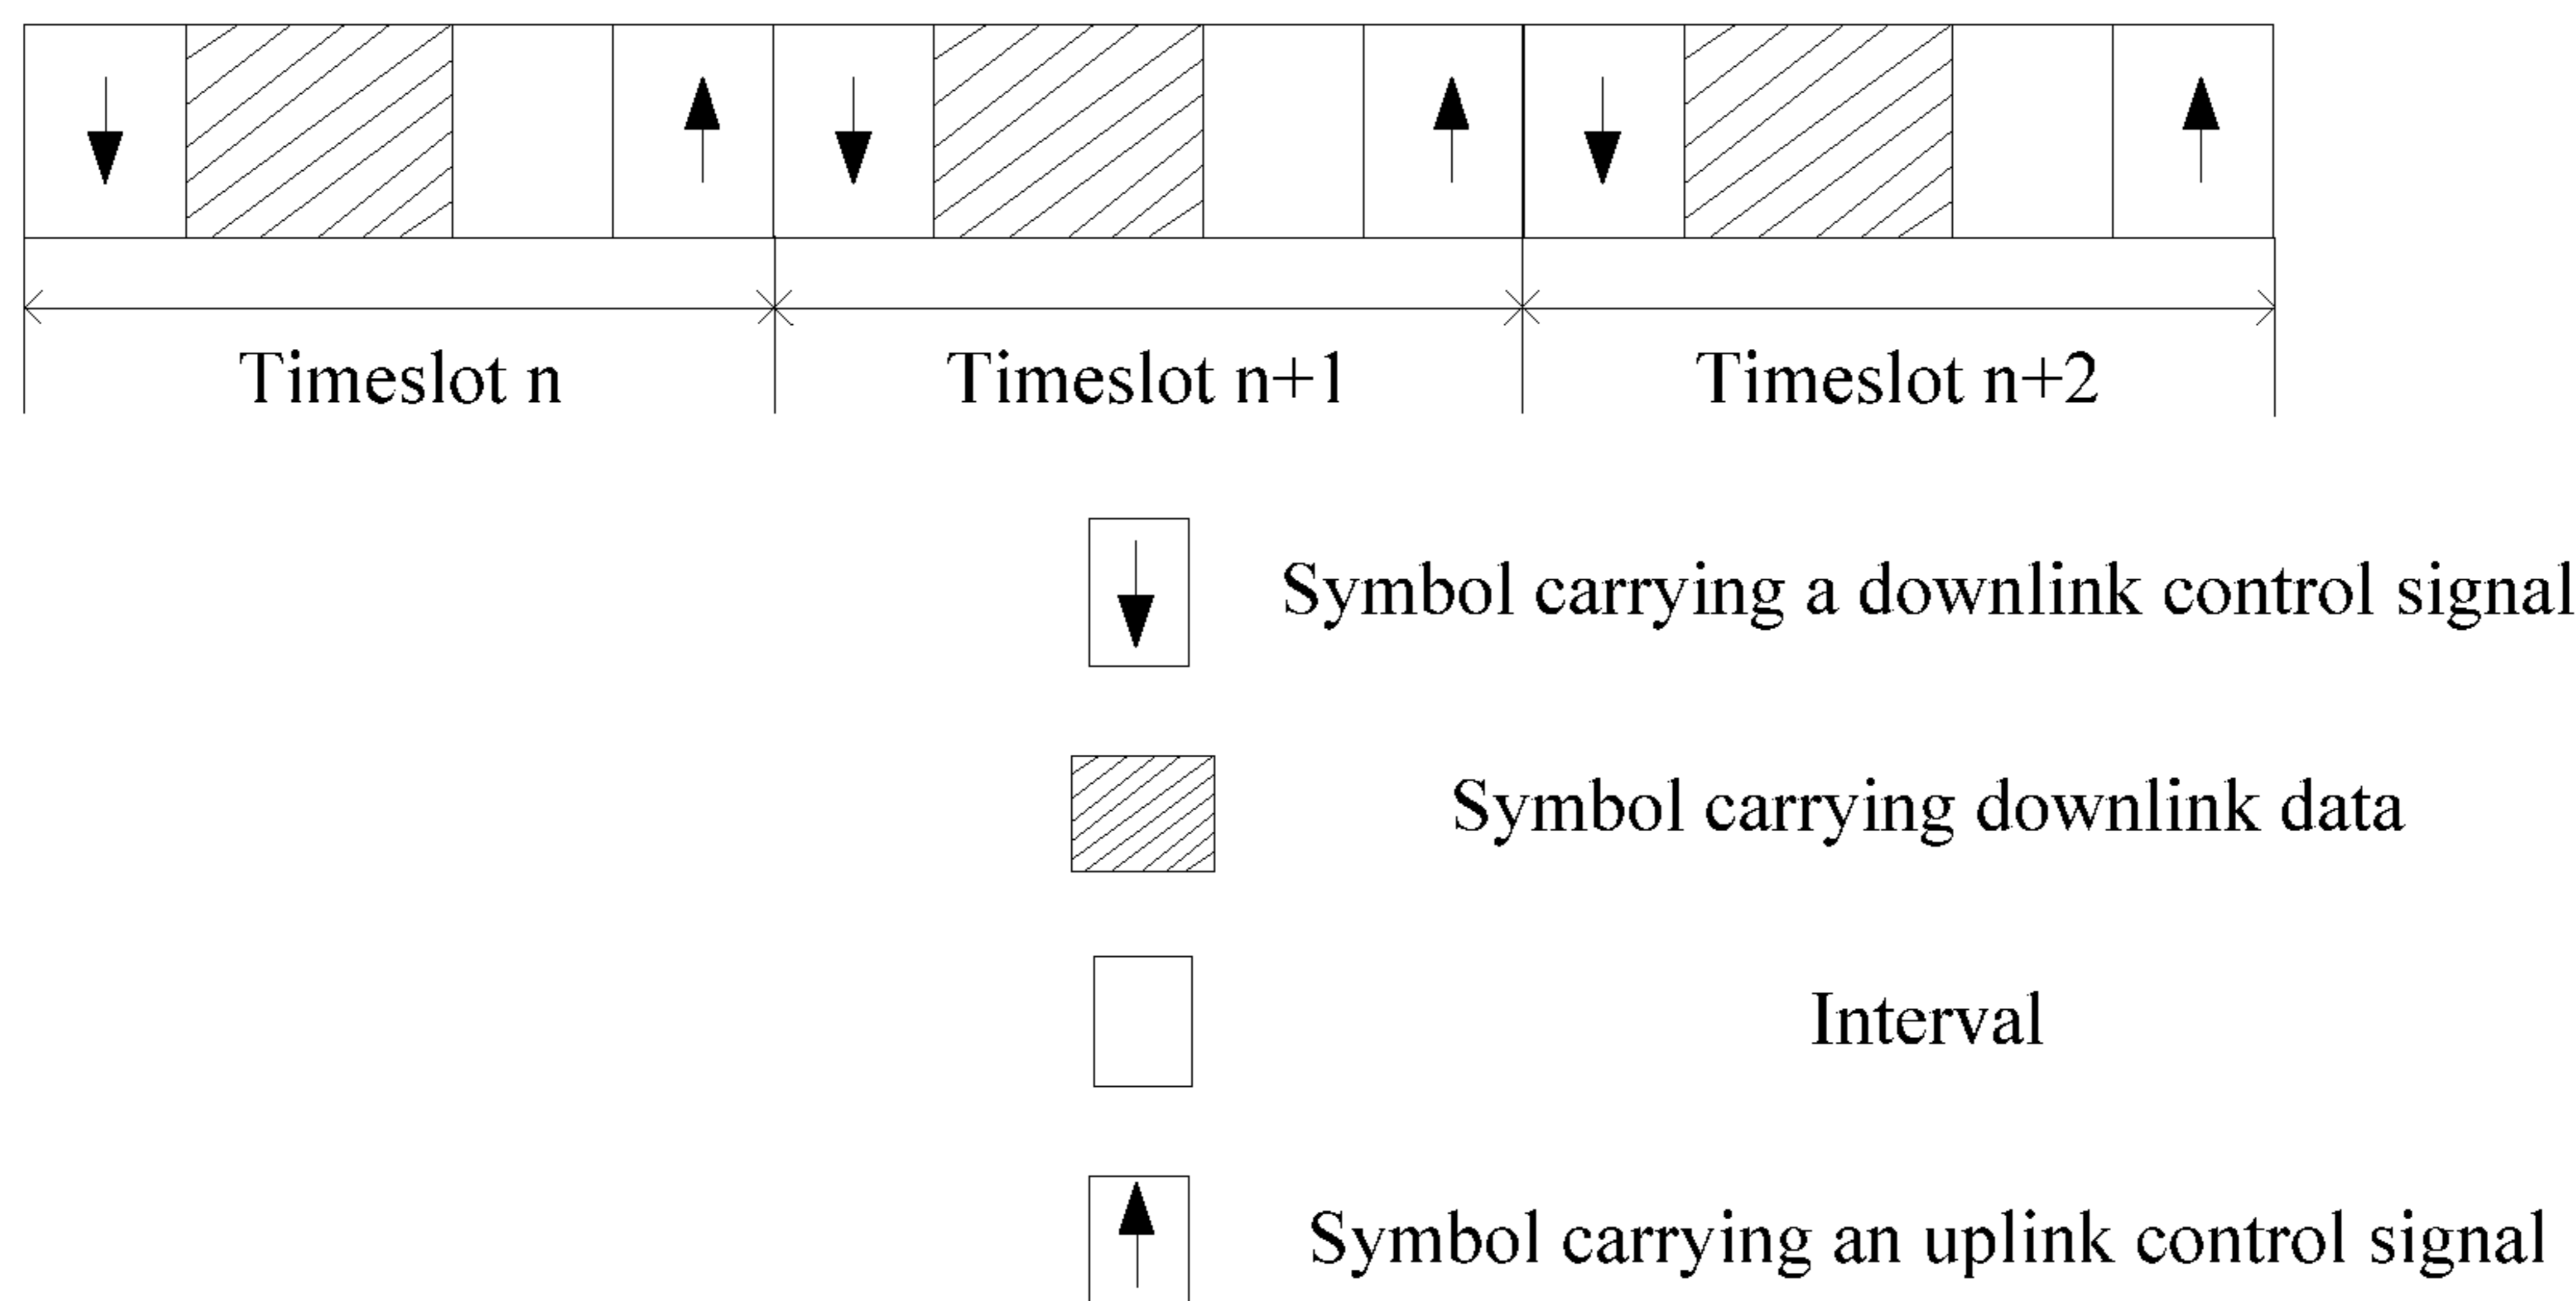 Timeslot n Timeslot n+1 Timeslot n+2
Symbol carrying a downlink control signal
Symbol carrying downlink data
Interval
Symbol carrying an uplink control signal